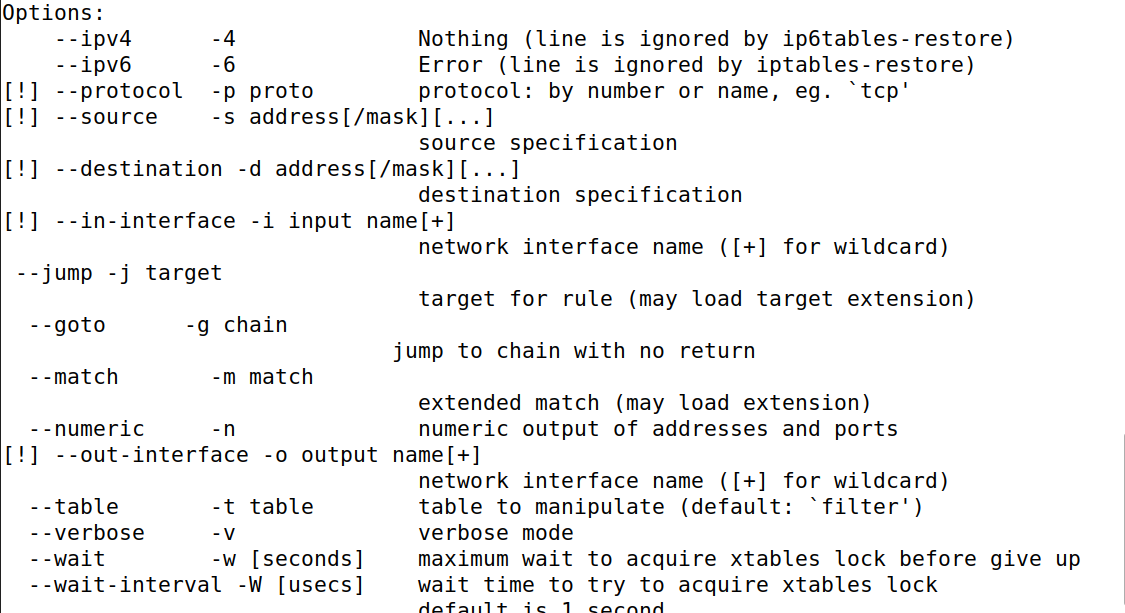 Options:
    --ipv4      -4              Nothing (line is ignored by ip6tables-restore)
    --ipv6      -6              Error (line is ignored by iptables-restore)
[!] --protocol  -p proto        protocol: by number or name, eg. `tcp'
[!] --source    -s address[/mask][...]
                                source specification
[!] --destination -d address[/mask][...]
                                destination specification
[!] --in-interface -i input name[+]
                                network interface name ([+] for wildcard)
 --jump -j target
                                target for rule (may load target extension)
  --goto      -g chain
                              jump to chain with no return
  --match       -m match
                                extended match (may load extension)
  --numeric     -n              numeric output of addresses and ports
[!] --out-interface -o output name[+]
                                network interface name ([+] for wildcard)
  --table       -t table        table to manipulate (default: `filter')
  --verbose     -v              verbose mode
  --wait        -w [seconds]    maximum wait to acquire xtables lock before give up
  --wait-interval -W [usecs]    wait time to try to acquire xtables lock
                                default is 1 second